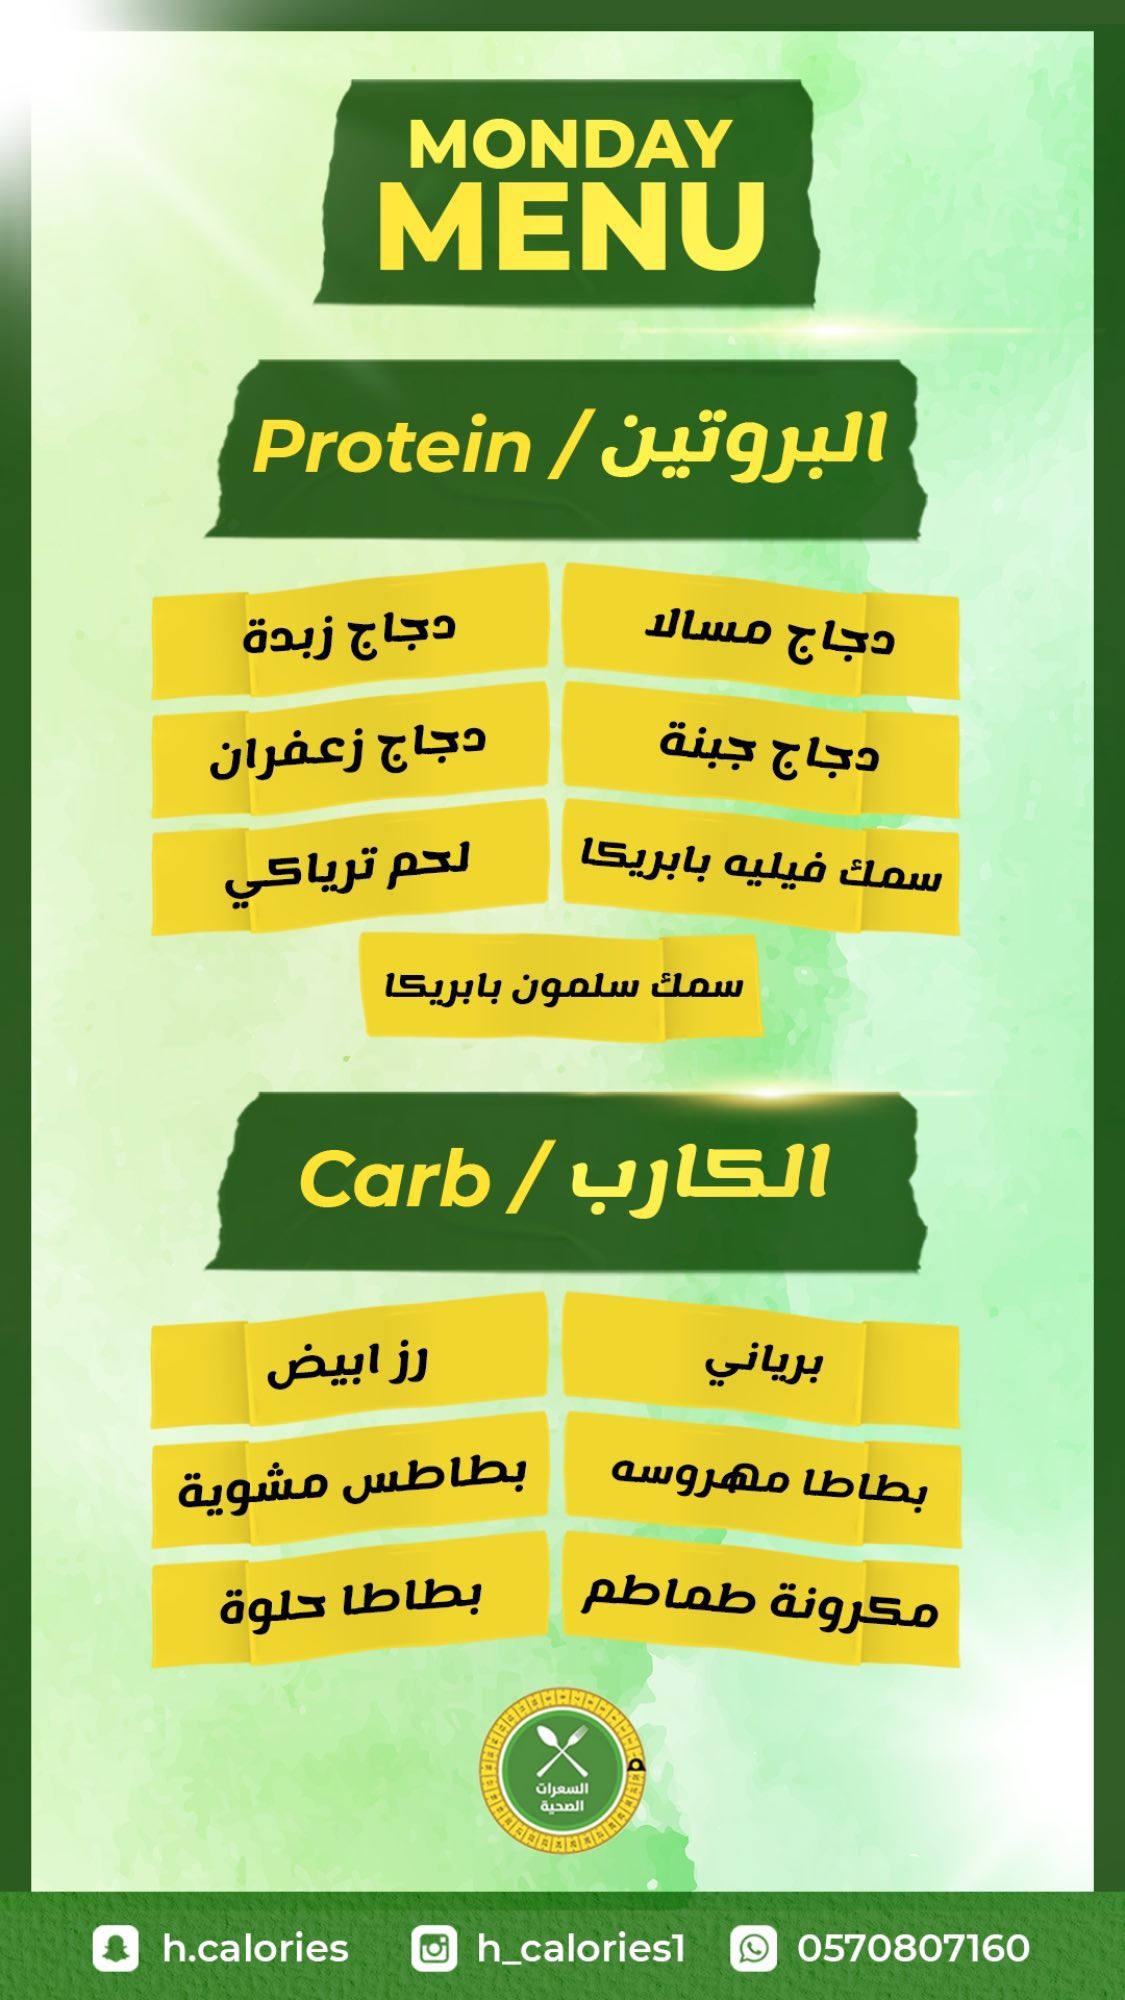 MONDAY
MENU
البروتين / Protein
دجاج مسالا
دجاج زبدة
دجاج جبنة
دجاج زعفران
سمك فيليه بابريكا
لحم ترياكي
سمك سلمون بابريكا
الكارب / Carb
برياني
رز ابيض
بطاطا مهروسه
بطاطس مشوية
مكرونة طماطم
بطاطا حلوة
السعرات
الصحية
h.calories
h_calories1
0570807160